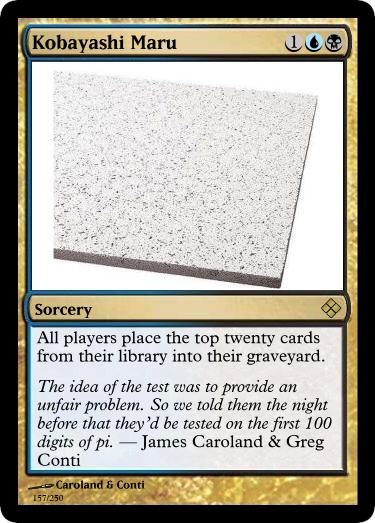 Kobayashi Maru 1
Sorcery
All players place the top twenty cards
from their library into their graveyard.
The idea of the test was to provide an
unfair problem. So we told them the night
before that they'd be tested on the first 100
digits of pi. — James Caroland & Greg
Conti
Caroland & Conti
157/250